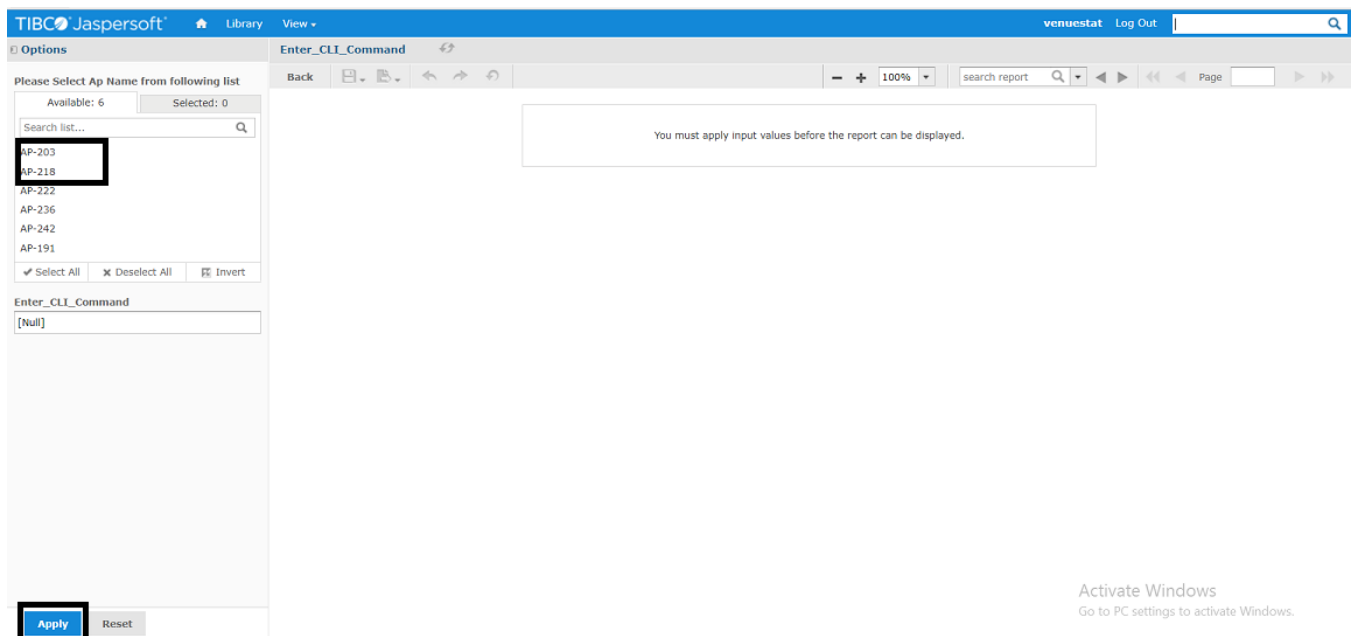 TIBCO Jaspersoft Library View venuestat Log Out
Options
Enter_CLI_Command
Please Select Ap Name from following list
Available: 6 Selected: 0
Search list...
AP-203
AP-218
AP-222
AP-236
AP-242
AP-191
Select All Deselect All Invert
Enter_CLI_Command
[Null]
Apply Reset
Back 100% search report Page
You must apply input values before the report can be displayed.
Activate Windows
Go to PC settings to activate Windows.